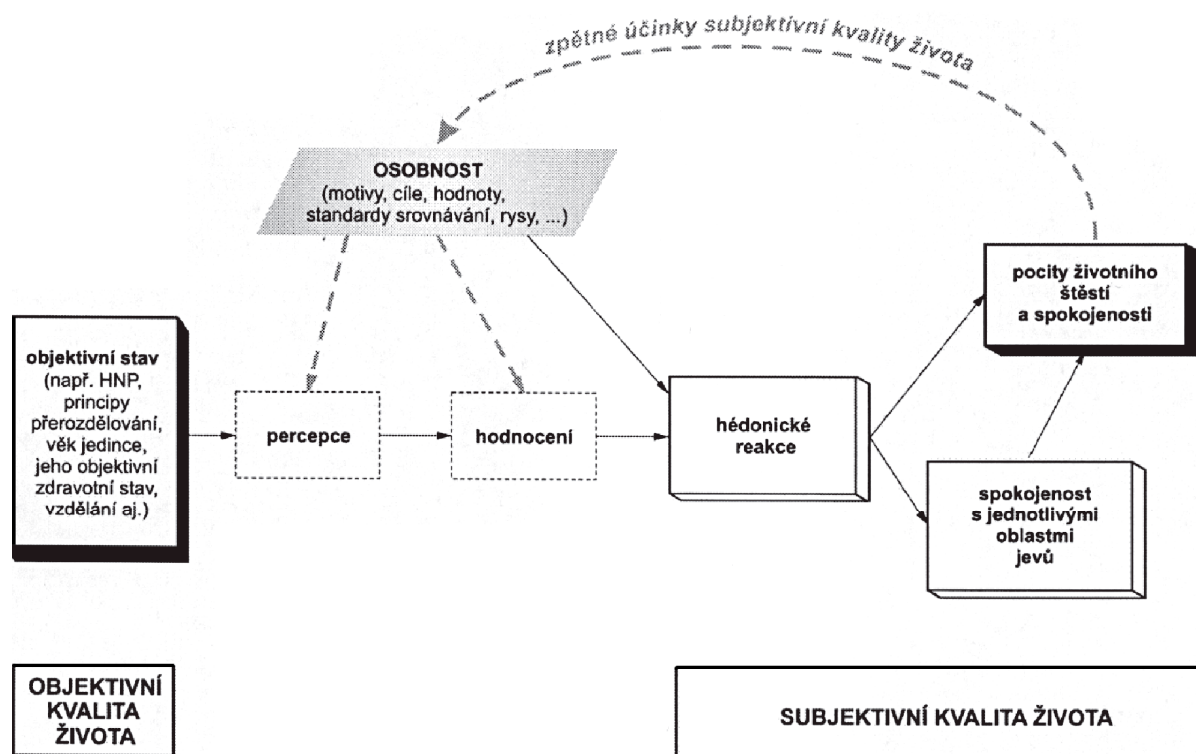 zpětné účinky subjektivní kvality života
OSOBNOST
(motivy, cíle, hodnoty,
standardy srovnávání, rysy, ...)
pocity životního
štěstí
a spokojenosti
objektivní stav
(např. HNP,
principy
přerozdělování,
věk jedince,
jeho objektivní
zdravotní stav,
vzdělání aj.)
percepce
hodnocení
hédonické
reakce
spokojenost
s jednotlivými
oblastmi
jevů
OBJEKTIVNÍ
KVALITA
ŽIVOTA
SUBJEKTIVNÍ KVALITA ŽIVOTA